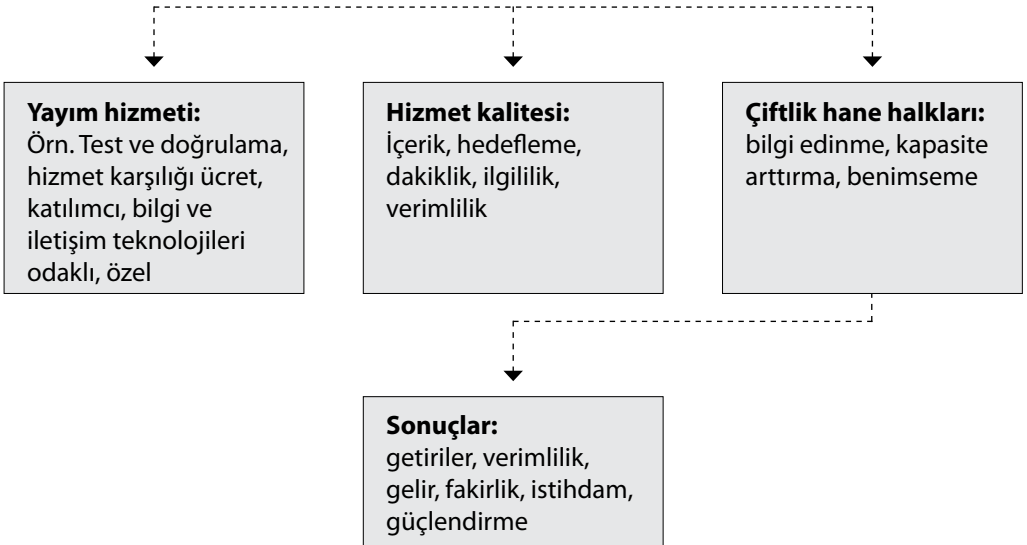 Yayım hizmeti:
Örn. Test ve doğrulama,
hizmet karşılığı ücret,
katılımcı, bilgi ve
iletişim teknolojileri
odaklı, özel
Hizmet kalitesi:
İçerik, hedefleme,
dakiklik, ilgililik,
verimlilik
Çiftlik hane halkları:
bilgi edinme, kapasite
arttırma, benimseme
Sonuçlar:
getiriler, verimlilik,
gelir, fakirlik, istihdam,
güçlendirme